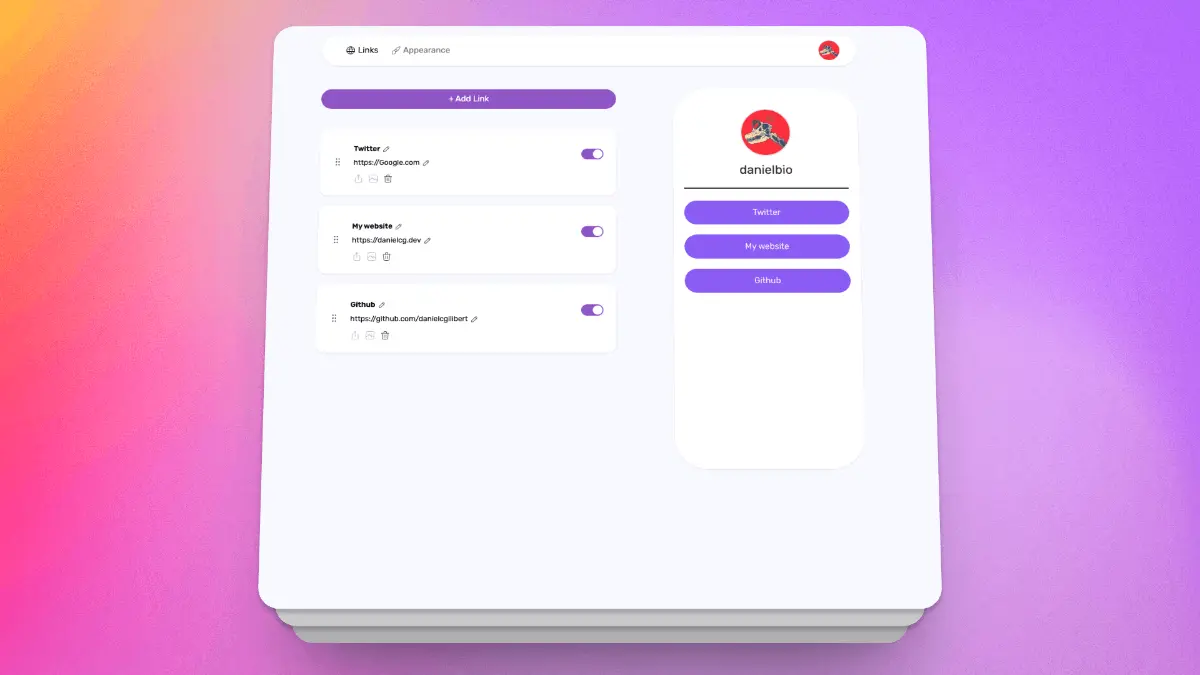 Links
Appearance
+ Add Link
Twitter
https://Google.com
My website
https://danielcg.dev
Github
https://github.com/danielcgilbert
danielbio
Twitter
My website
Github